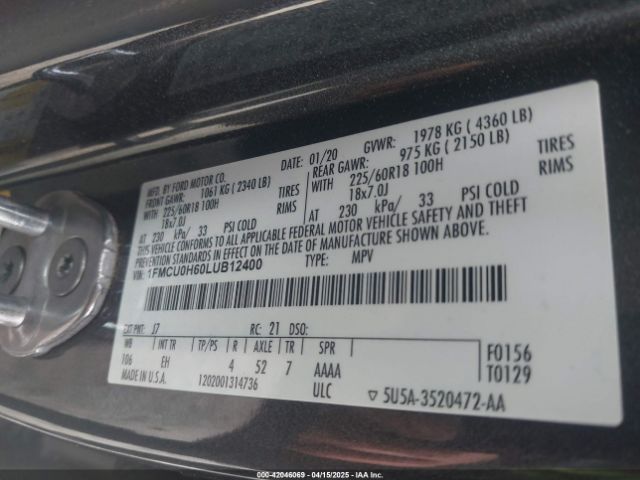 MFD. BY FORD MOTOR CO.
DATE: 01/20 GVWR: 1978 KG ( 4360 LB)
FRONT GAWR: 1061 KG ( 2340 LB) REAR GAWR: 975 KG ( 2150 LB)
WITH 225/60R18 100H TIRES WITH 225/60R18 100H TIRES
18x7.0J RIMS 18x7.0J RIMS
AT 230 kPa/ 33 PSI COLD AT 230 kPa/ 33 PSI COLD
THIS VEHICLE CONFORMS TO ALL APPLICABLE FEDERAL MOTOR VEHICLE SAFETY AND THEFT
PREVENTION STANDARDS IN EFFECT ON THE DATE OF MANUFACTURE SHOWN ABOVE.
VIN: 1FMCU0H60LUB12400 TYPE: MPV
EXT PNT: J7 RC: 21 DSO:
WB INT TR TP/PS R AXLE TR SPR
106 EH 4 52 7 AAAA
F0156
T0129
MADE IN U.S.A. 1202001314736 ULC
5U5A-3520472-AA
000-42046069 - 04/15/2025 - IAA Inc.